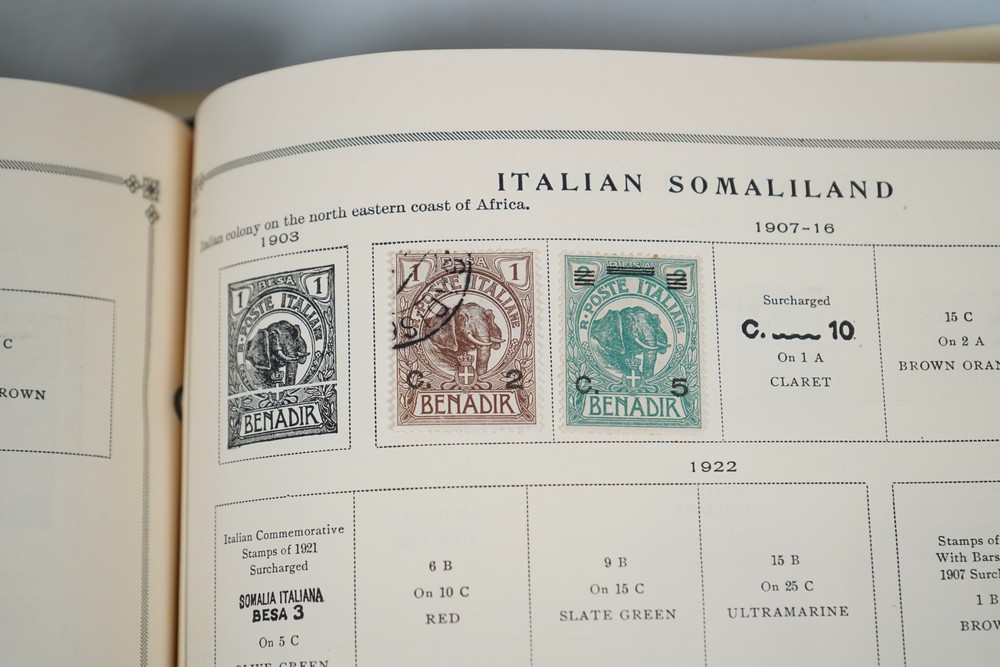 C
ROWN
ITALIAN SOMALILAND
Italian colony on the north eastern coast of Africa.
1903
1907-16
1 BESA 1
R. POSTE ITALIANE
BENADIR
1 BESA 1
POSTE ITALIANE
C. 2
BENADIR
2 2
R. POSTE ITALIANE
C. 5
BENADIR
Surcharged
C. 10
On 1 A
CLARET
15 C
On 2 A
BROWN ORAN
1922
Italian Commemorative
Stamps of 1921
Surcharged
SOMALIA ITALIANA
BESA 3
On 5 C
OLIVE GREEN
6 B
On 10 C
RED
9 B
On 15 C
SLATE GREEN
15 B
On 25 C
ULTRAMARINE
Stamps of
With Bars
1907 Surc
1 B
BROW